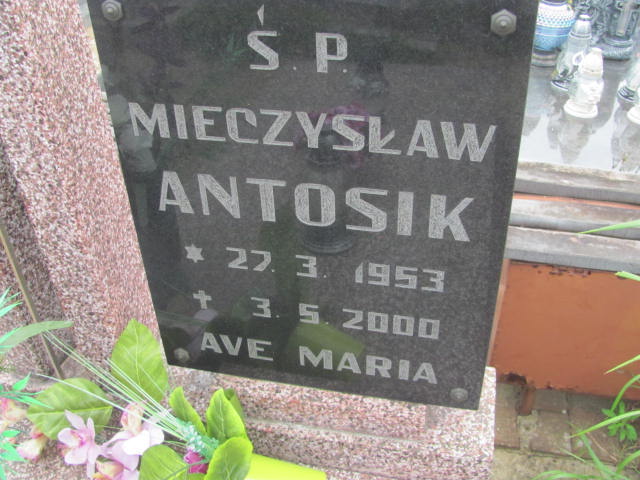 Ś.P.
MIECZYSŁAW
ANTOSIK
* 27.3.1953
✝ 3.5.2000
AVE MARIA